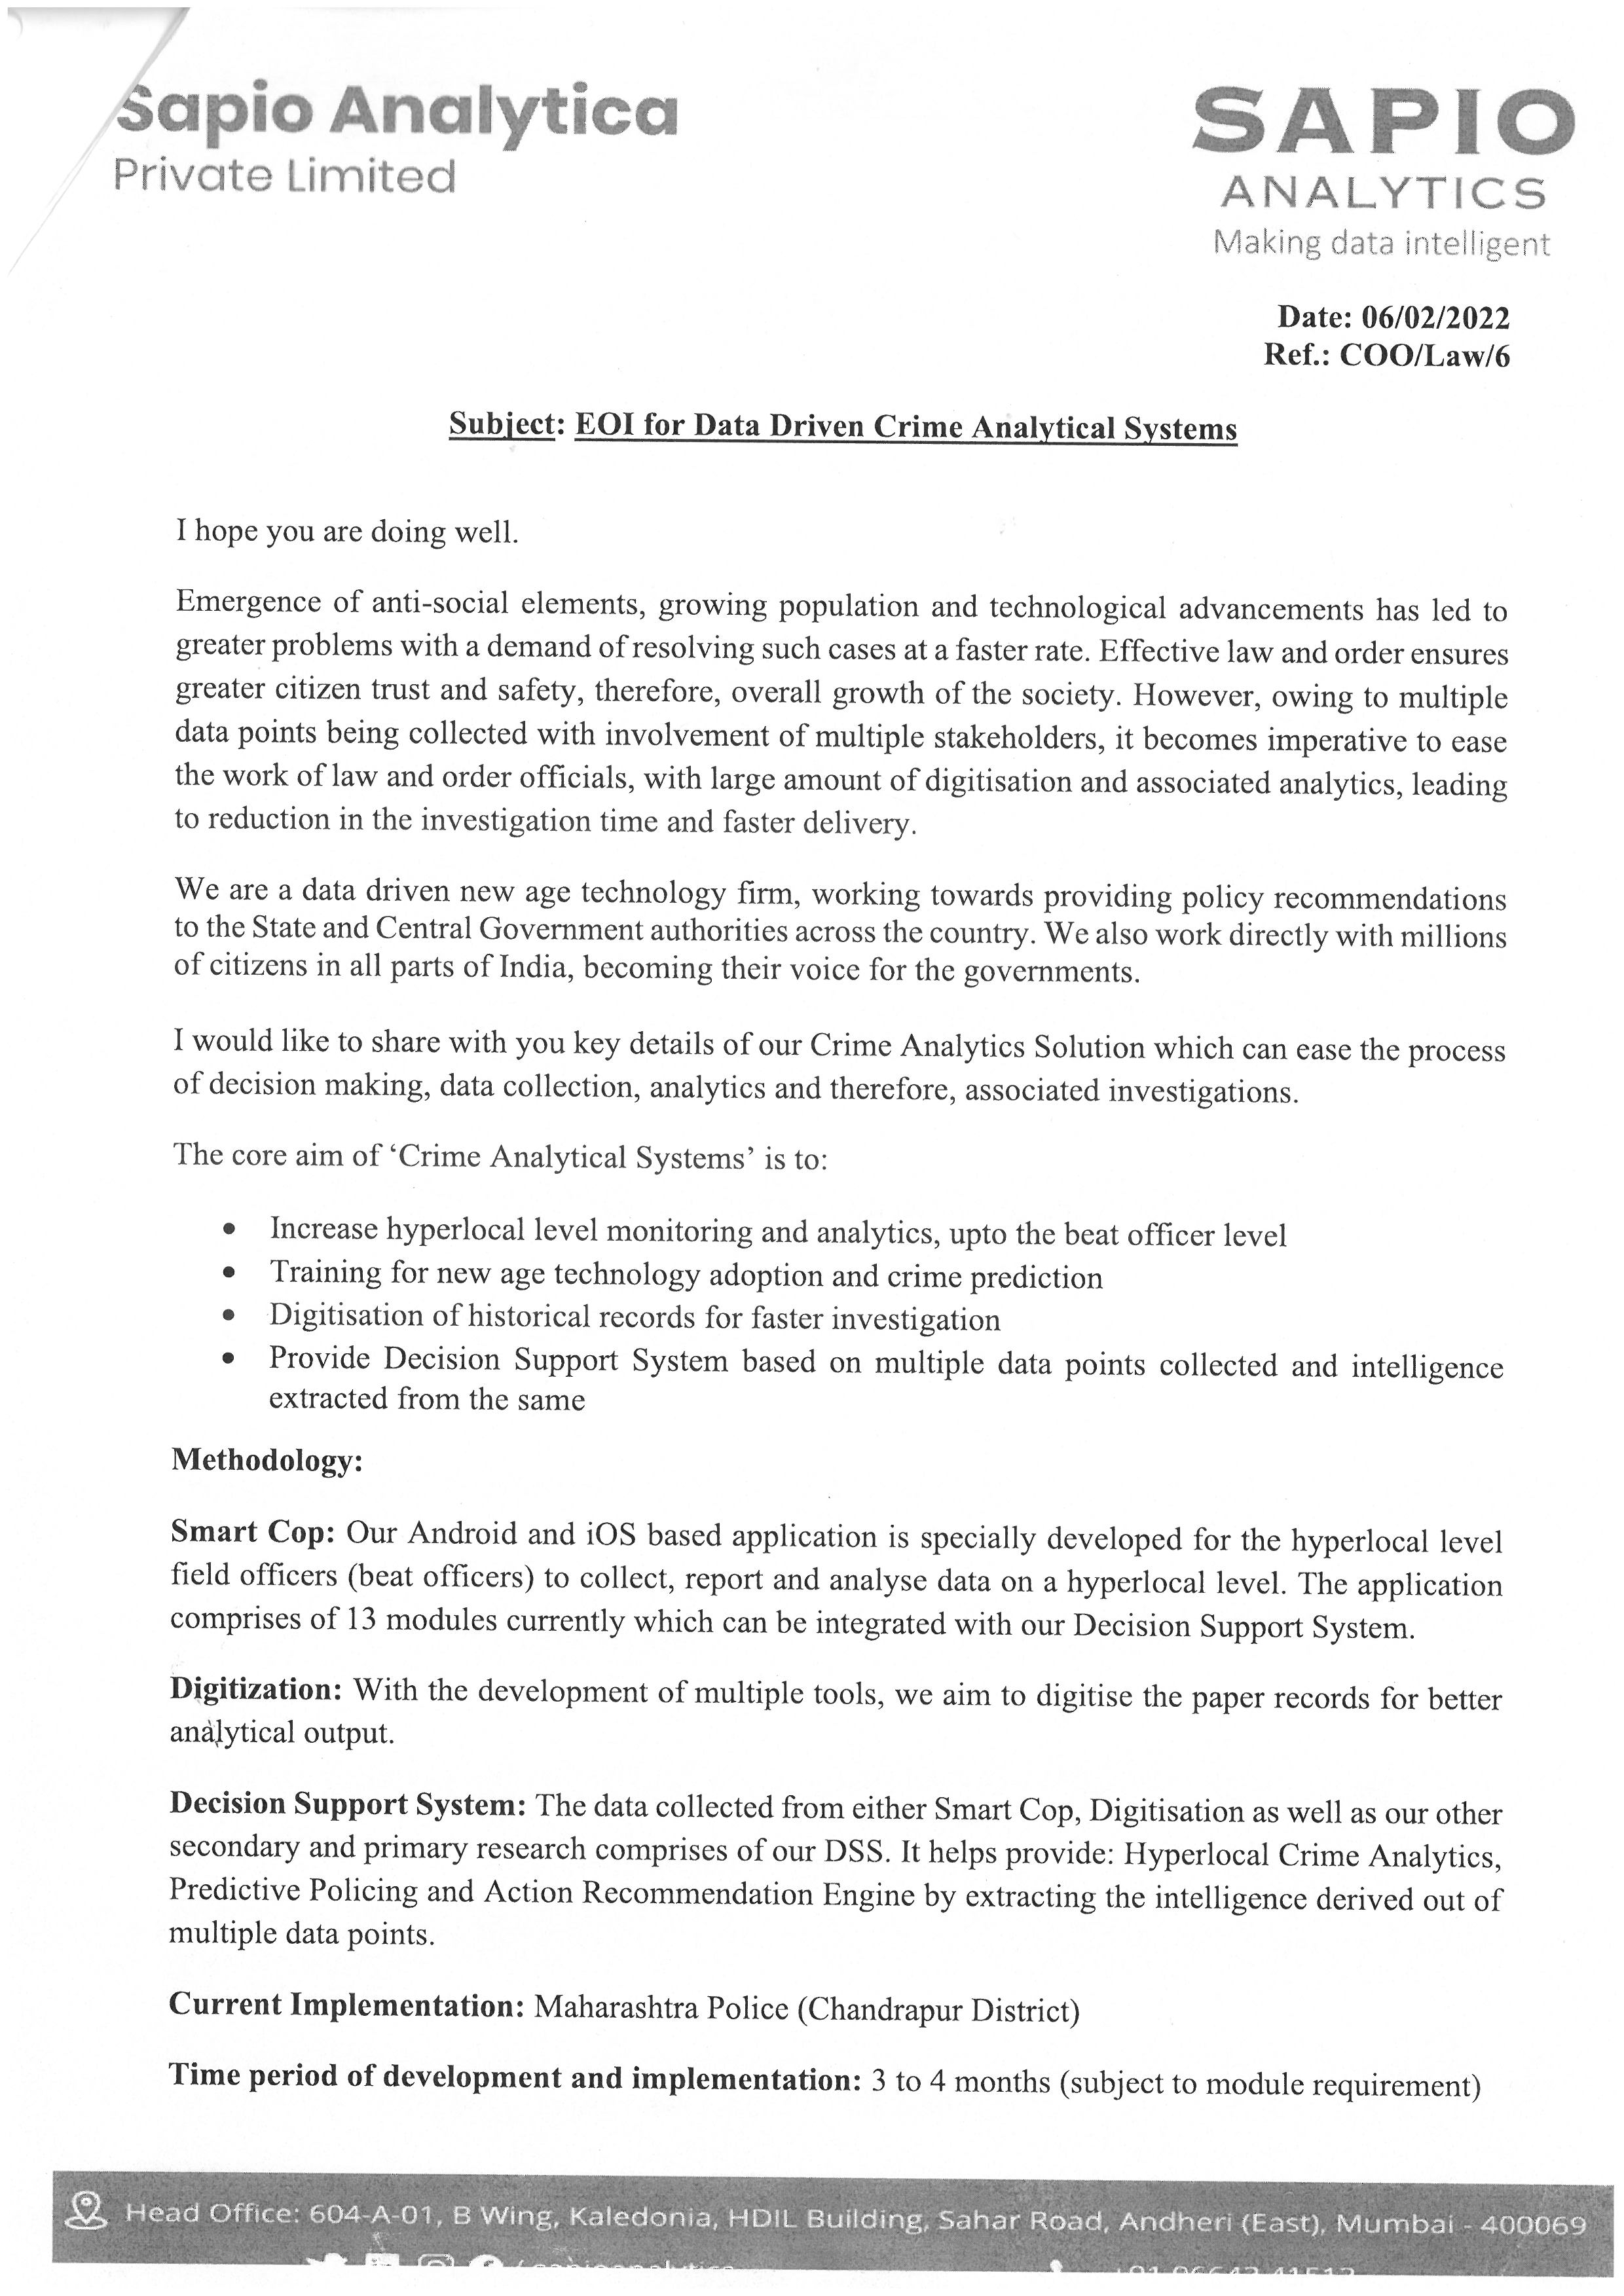 Sapio Analytica
Private Limited
SAPIO
ANALYTICS
Making data intelligent
Date: 06/02/2022
Ref.: COO/Law/6
Subject: EOI for Data Driven Crime Analytical Systems
I hope you are doing well.
Emergence of anti-social elements, growing population and technological advancements has led to
greater problems with a demand of resolving such cases at a faster rate. Effective law and order ensures
greater citizen trust and safety, therefore, overall growth of the society. However, owing to multiple
data points being collected with involvement of multiple stakeholders, it becomes imperative to ease
the work of law and order officials, with large amount of digitisation and associated analytics, leading
to reduction in the investigation time and faster delivery.
We are a data driven new age technology firm, working towards providing policy recommendations
to the State and Central Government authorities across the country. We also work directly with millions
of citizens in all parts of India, becoming their voice for the governments.
I would like to share with you key details of our Crime Analytics Solution which can ease the process
of decision making, data collection, analytics and therefore, associated investigations.
The core aim of ‘Crime Analytical Systems’ is to:
• Increase hyperlocal level monitoring and analytics, upto the beat officer level
• Training for new age technology adoption and crime prediction
• Digitisation of historical records for faster investigation
• Provide Decision Support System based on multiple data points collected and intelligence
extracted from the same
Methodology:
Smart Cop: Our Android and iOS based application is specially developed for the hyperlocal level
field officers (beat officers) to collect, report and analyse data on a hyperlocal level. The application
comprises of 13 modules currently which can be integrated with our Decision Support System.
Digitization: With the development of multiple tools, we aim to digitise the paper records for better
analytical output.
Decision Support System: The data collected from either Smart Cop, Digitisation as well as our other
secondary and primary research comprises of our DSS. It helps provide: Hyperlocal Crime Analytics,
Predictive Policing and Action Recommendation Engine by extracting the intelligence derived out of
multiple data points.
Current Implementation: Maharashtra Police (Chandrapur District)
Time period of development and implementation: 3 to 4 months (subject to module requirement)
Head Office: 604-A-01, B Wing, Kaledonia, HDIL Building, Sahar Road, Andheri (East), Mumbai - 400069